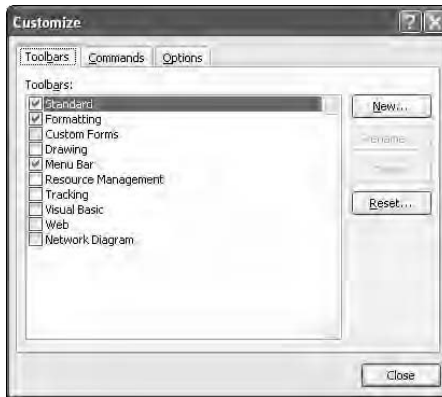 Customize
Toolbars Commands Options
Toolbars:
Standard
Formatting
Custom Forms
Drawing
Menu Bar
Resource Management
Tracking
Visual Basic
Web
Network Diagram
New...
Rename...
Reset...
Close